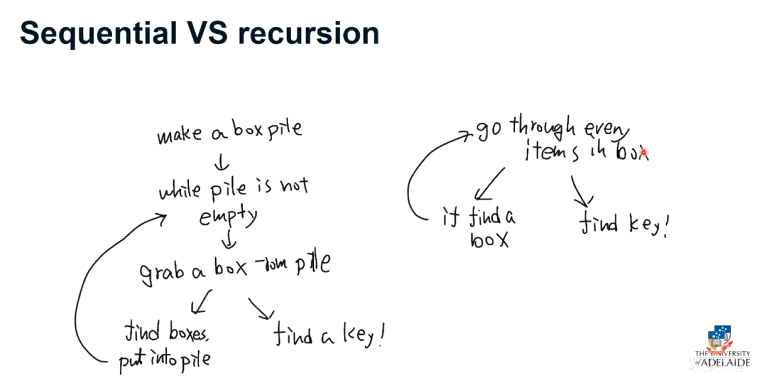 Sequential VS recursion
make a box pile
while pile is not
empty
grab a box from pile
find boxes,
put into pile
find a key!
go through every
items in box
if find a
box
find key!
THE UNIVERSITY
of ADELAIDE